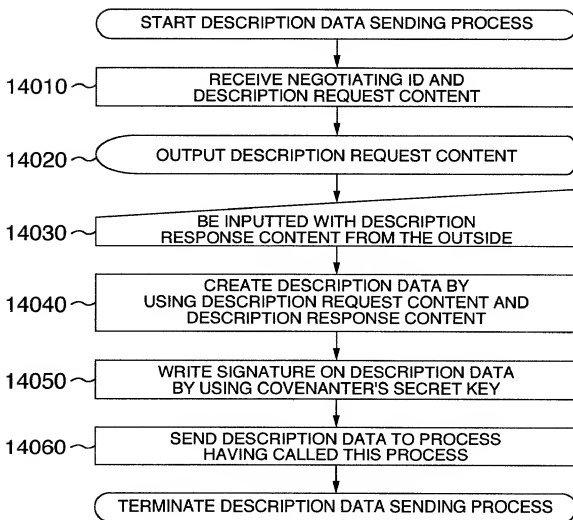 START DESCRIPTION DATA SENDING PROCESS
14010
RECEIVE NEGOTIATING ID AND
DESCRIPTION REQUEST CONTENT
14020
OUTPUT DESCRIPTION REQUEST CONTENT
14030
BE INPUTTED WITH DESCRIPTION
RESPONSE CONTENT FROM THE OUTSIDE
14040
CREATE DESCRIPTION DATA BY
USING DESCRIPTION REQUEST CONTENT AND
DESCRIPTION RESPONSE CONTENT
14050
WRITE SIGNATURE ON DESCRIPTION DATA
BY USING COVENANTER'S SECRET KEY
14060
SEND DESCRIPTION DATA TO PROCESS
HAVING CALLED THIS PROCESS
TERMINATE DESCRIPTION DATA SENDING PROCESS